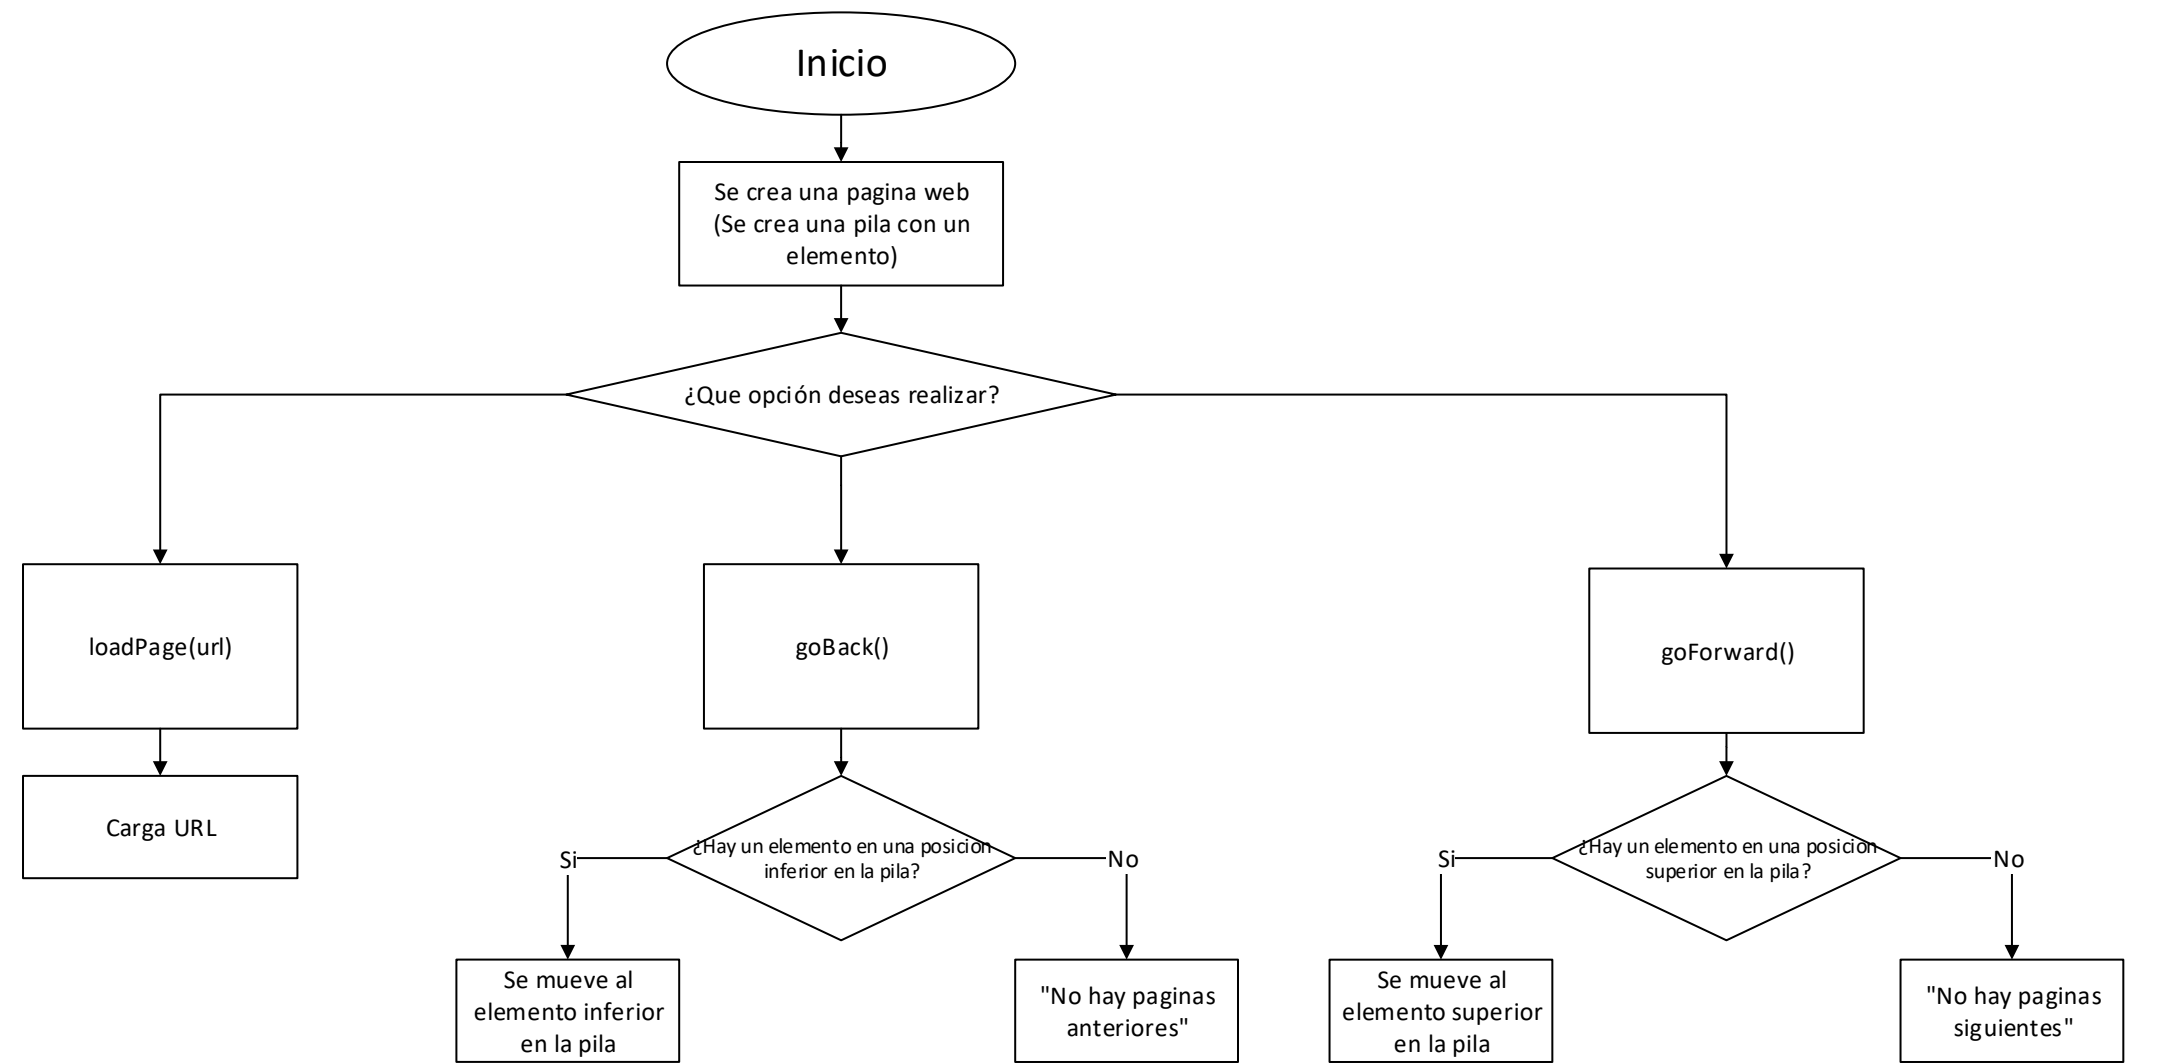 Inicio
Se crea una pagina web
(Se crea una pila con un
elemento)
¿Que opción deseas realizar?
loadPage(url)
goBack()
goForward()
Carga URL
¿Hay un elemento en una posicion
inferior en la pila?
Si
No
¿Hay un elemento en una posicion
superior en la pila?
Si
No
Se mueve al
elemento inferior
en la pila
"No hay paginas
anteriores"
Se mueve al
elemento superior
en la pila
"No hay paginas
siguientes"